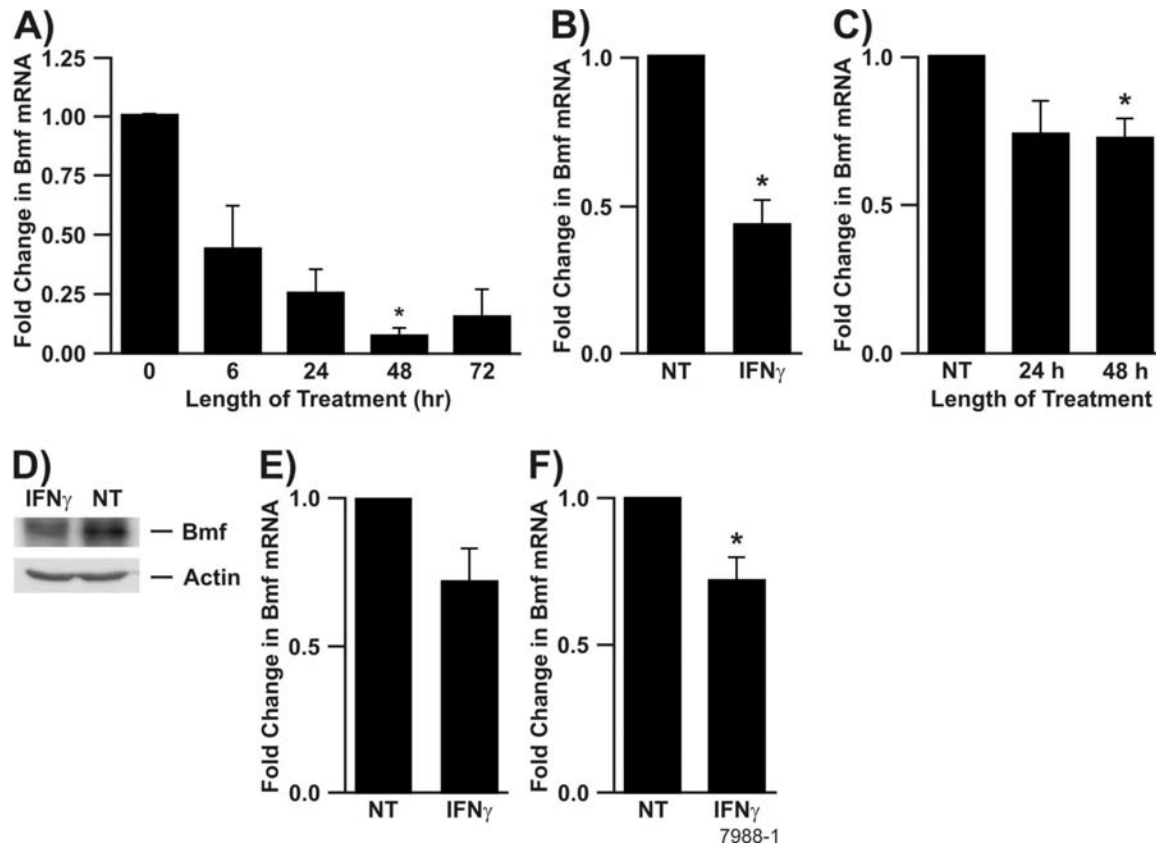 A)
Fold Change in Bmf mRNA
1.25
1.00
0.75
0.50
0.25
0.00
*
0 6 24 48 72
Length of Treatment (hr)
B)
Fold Change in Bmf mRNA
1.0
0.5
0.0
*
NT IFNγ
C)
Fold Change in Bmf mRNA
1.0
0.5
0.0
*
NT 24 h 48 h
Length of Treatment
D)
IFNγ NT
Bmf
Actin
E)
Fold Change in Bmf mRNA
1.0
0.5
0.0
NT IFNγ
F)
Fold Change in Bmf mRNA
1.0
0.5
0.0
*
NT IFNγ
7988-1